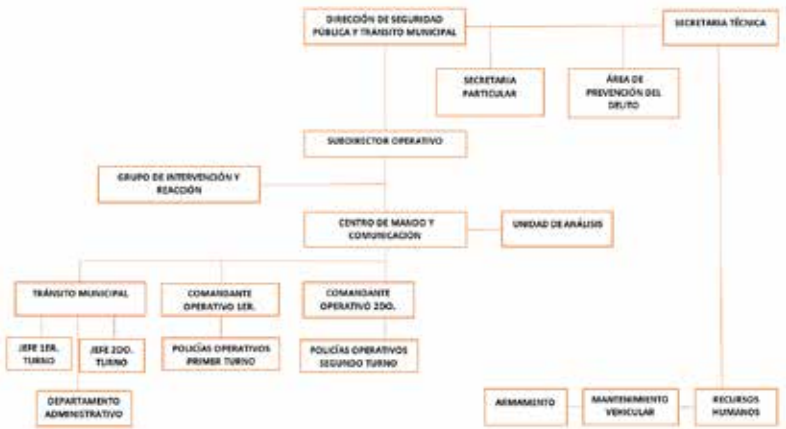 DIRECCIÓN DE SEGURIDAD
PÚBLICA Y TRÁNSITO MUNICIPAL
SECRETARIA TÉCNICA
SECRETARIA
PARTICULAR
ÁREA DE
PREVENCIÓN DEL
DELITO
SUBDIRECTOR OPERATIVO
GRUPO DE INTERVENCIÓN Y
REACCIÓN
CENTRO DE MANDO Y
COMUNICACIÓN
UNIDAD DE ANÁLISIS
TRÁNSITO MUNICIPAL
COMANDANTE
OPERATIVO 1ER.
COMANDANTE
OPERATIVO 2DO.
JEFE 1ER.
TURNO
JEFE 2DO.
TURNO
POLICÍAS OPERATIVOS
PRIMER TURNO
POLICÍAS OPERATIVOS
SEGUNDO TURNO
DEPARTAMENTO
ADMINISTRATIVO
ARMAMENTO
MANTENIMIENTO
VEHICULAR
RECURSOS
HUMANOS